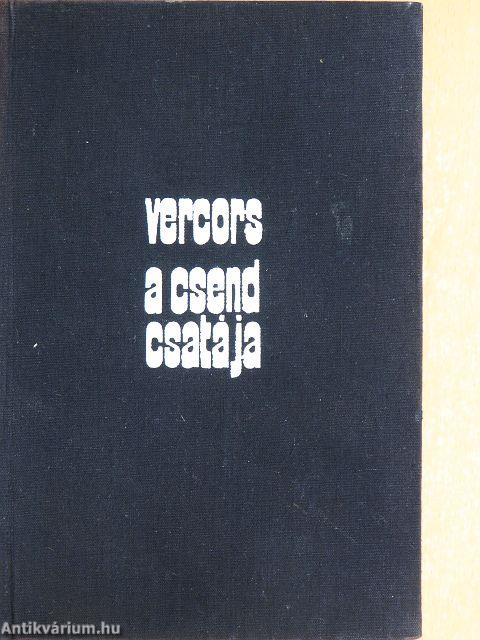 vercors
a csend
csatája
Antikvárium.hu